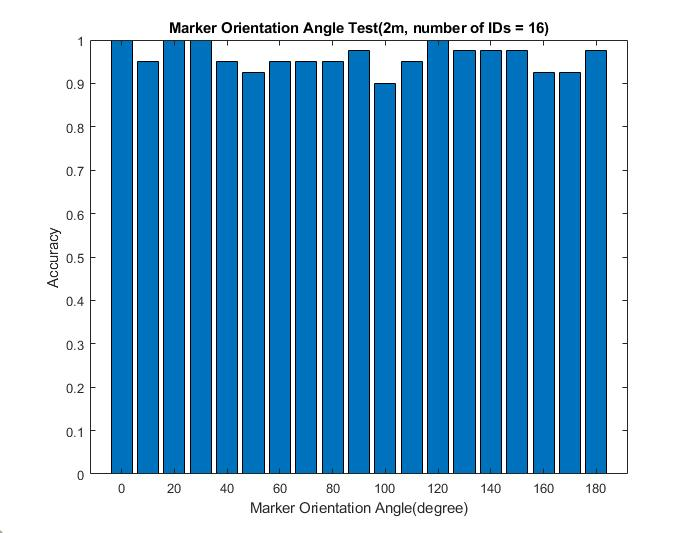 Marker Orientation Angle Test(2m, number of IDs = 16)
1
0.9
0.8
0.7
0.6
0.5
0.4
0.3
0.2
0.1
0
Accuracy
0 20 40 60 80 100 120 140 160 180
Marker Orientation Angle(degree)